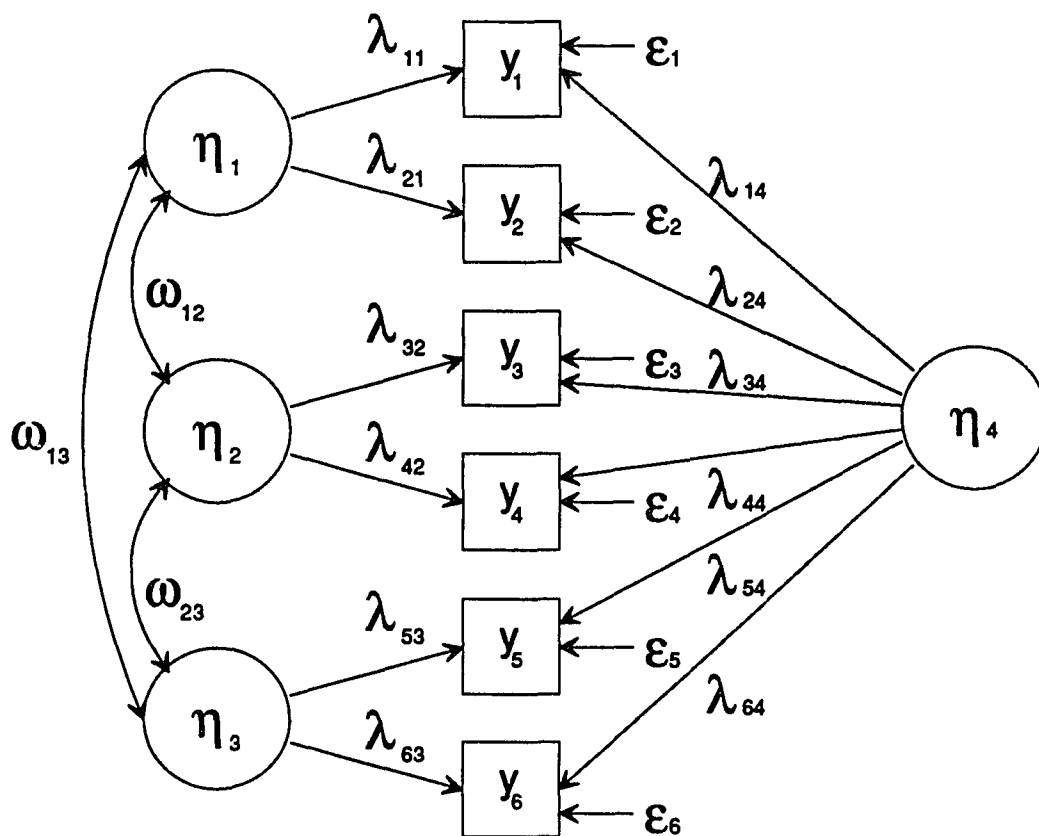 λ₁₁
y₁
ε₁
η₁
λ₂₁
λ₁₄
y₂
ε₂
ω₁₂
λ₂₄
λ₃₂
y₃
ε₃
λ₃₄
ω₁₃
η₂
η₄
λ₄₂
y₄
ε₄
λ₄₄
ω₂₃
λ₅₄
λ₅₃
y₅
ε₅
η₃
λ₆₄
λ₆₃
y₆
ε₆